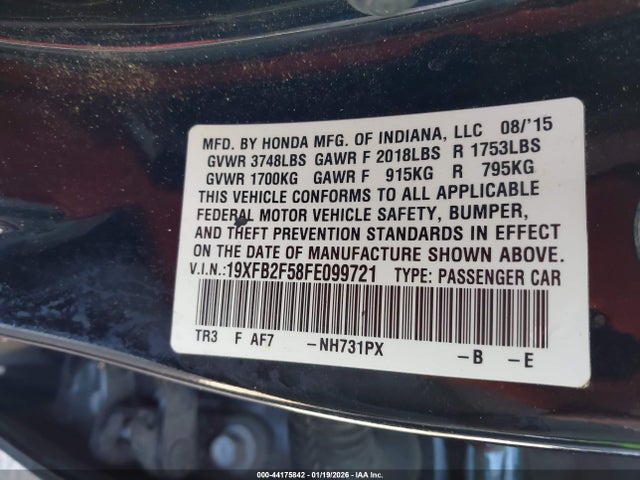 MFD. BY HONDA MFG. OF INDIANA, LLC 08/'15
GVWR 3748LBS GAWR F 2018LBS R 1753LBS
GVWR 1700KG GAWR F 915KG R 795KG
THIS VEHICLE CONFORMS TO ALL APPLICABLE
FEDERAL MOTOR VEHICLE SAFETY, BUMPER,
AND THEFT PREVENTION STANDARDS IN EFFECT
ON THE DATE OF MANUFACTURE SHOWN ABOVE.
V.I.N.:19XFB2F58FE099721 TYPE: PASSENGER CAR
TR3 F AF7 -NH731PX -B -E
000-44175842 - 01/19/2026 - IAA Inc.